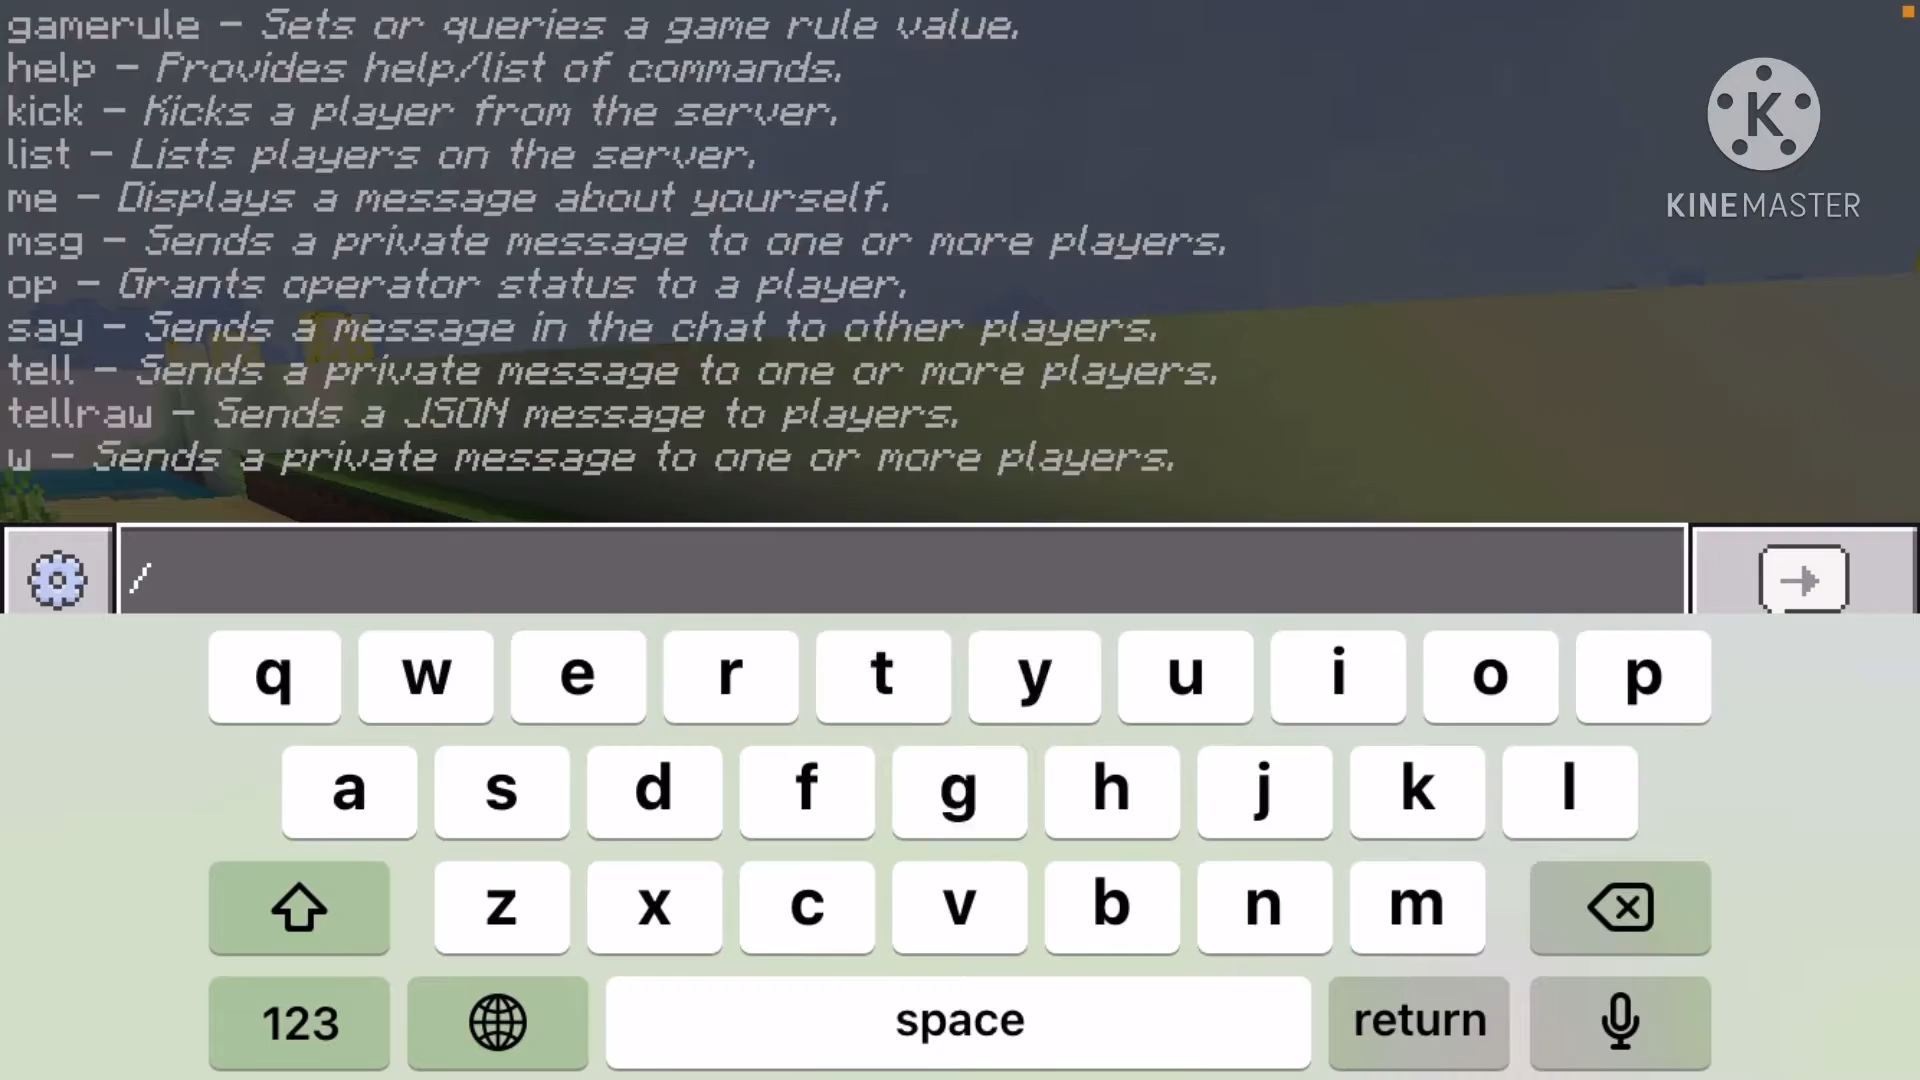 gamerule - Sets or queries a game rule value.
help - Provides help/list of commands.
kick - Kicks a player from the server.
list - Lists players on the server.
me - Displays a message about yourself.
msg - Sends a private message to one or more players.
op - Grants operator status to a player.
say - Sends a message in the chat to other players.
tell - Sends a private message to one or more players.
tellraw - Sends a JSON message to players.
w - Sends a private message to one or more players.
K
KINEMASTER
/
q w e r t y u i o p
a s d f g h j k l
z x c v b n m
123 space return